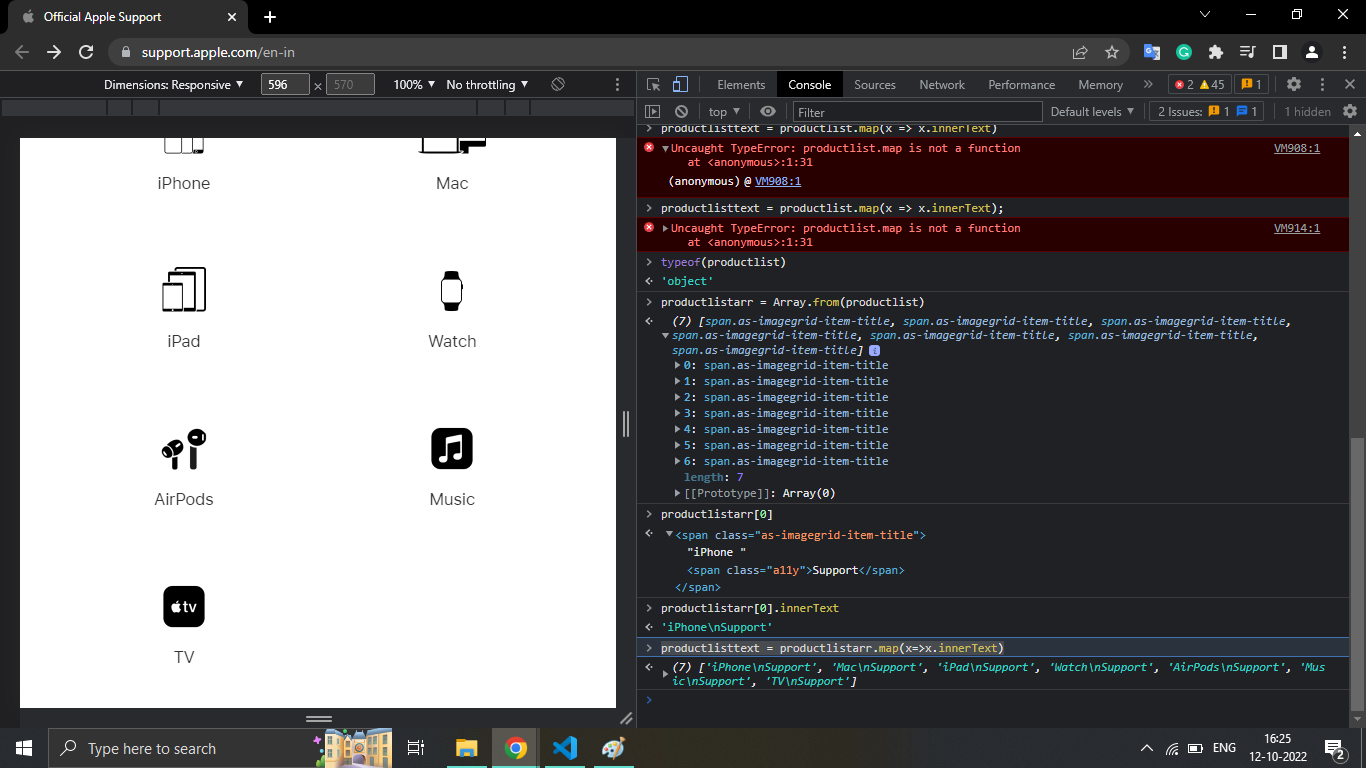 Official Apple Support
support.apple.com/en-in
Dimensions: Responsive 596 × 570 100% No throttling
iPhone Mac
iPad Watch
AirPods Music
tv
TV
Elements Console Sources Network Performance Memory » 2 45 1
top Filter Default levels 2 Issues: 1 1 1 hidden
productlisttext = productlist.map(x => x.innerText)
Uncaught TypeError: productlist.map is not a function VM908:1
at <anonymous>:1:31
(anonymous) @ VM908:1
productlisttext = productlist.map(x => x.innerText);
Uncaught TypeError: productlist.map is not a function VM914:1
at <anonymous>:1:31
typeof(productlist)
'object'
productlistarr = Array.from(productlist)
(7) [span.as-imagegrid-item-title, span.as-imagegrid-item-title, span.as-imagegrid-item-title,
span.as-imagegrid-item-title, span.as-imagegrid-item-title, span.as-imagegrid-item-title,
span.as-imagegrid-item-title] i
0: span.as-imagegrid-item-title
1: span.as-imagegrid-item-title
2: span.as-imagegrid-item-title
3: span.as-imagegrid-item-title
4: span.as-imagegrid-item-title
5: span.as-imagegrid-item-title
6: span.as-imagegrid-item-title
length: 7
[[Prototype]]: Array(0)
productlistarr[0]
<span class="as-imagegrid-item-title">
"iPhone "
<span class="a11y">Support</span>
</span>
productlistarr[0].innerText
'iPhone\nSupport'
productlisttext = productlistarr.map(x=>x.innerText)
(7) ['iPhone\nSupport', 'Mac\nSupport', 'iPad\nSupport', 'Watch\nSupport', 'AirPods\nSupport', 'Mus
ic\nSupport', 'TV\nSupport']
Type here to search
ENG
16:25
12-10-2022
2